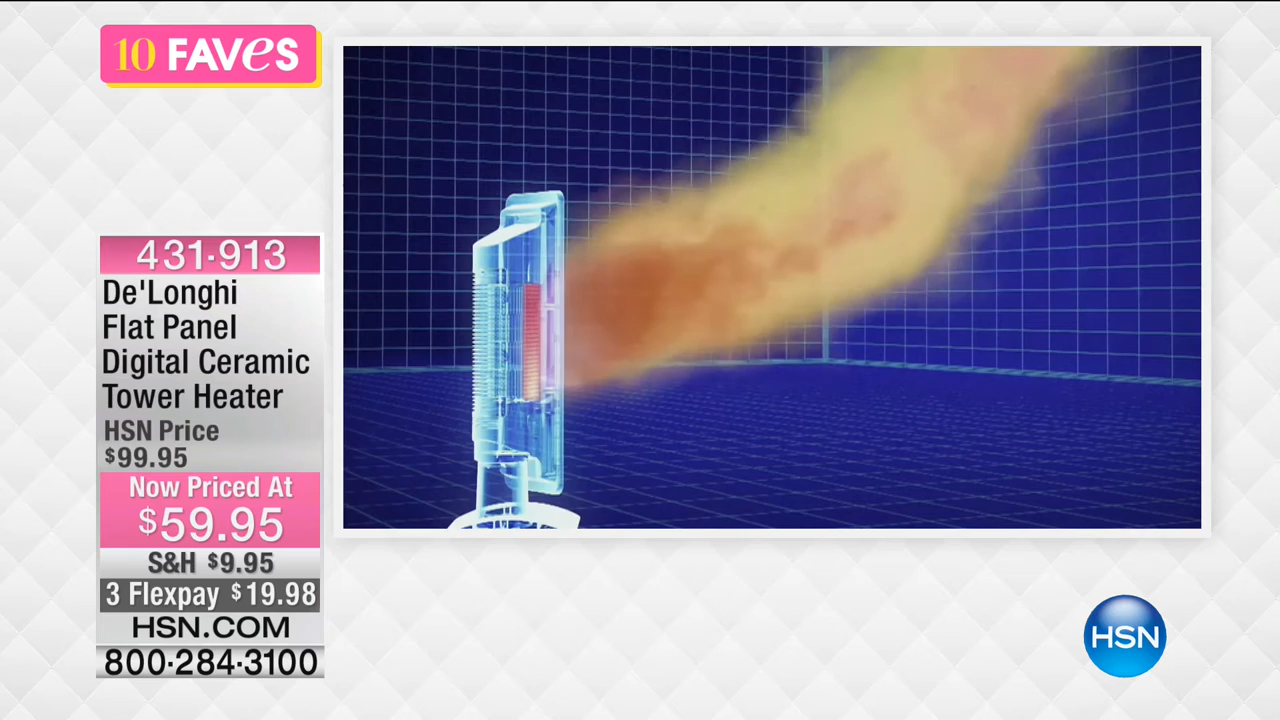 10 FAVeS
431·913
De'Longhi
Flat Panel
Digital Ceramic
Tower Heater
HSN Price
$99.95
Now Priced At
$59.95
S&H $9.95
3 Flexpay $19.98
HSN.COM
800·284·3100
HSN